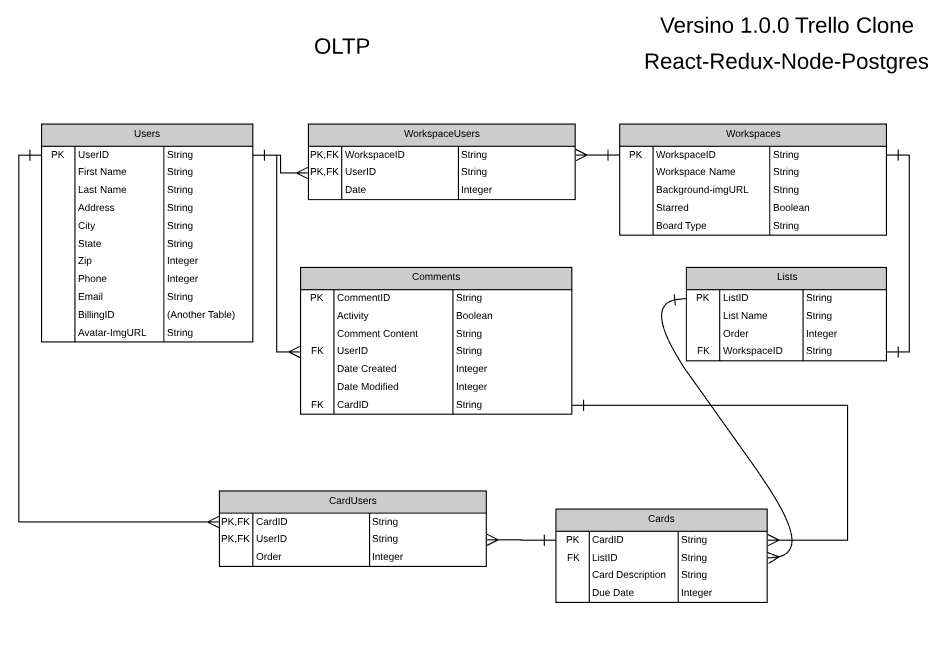 OLTP
Versino 1.0.0 Trello Clone
React-Redux-Node-Postgres
Users
PK UserID String
First Name String
Last Name String
Address String
City String
State String
Zip Integer
Phone Integer
Email String
BillingID (Another Table)
Avatar-ImgURL String
WorkspaceUsers
PK,FK WorkspaceID String
PK,FK UserID String
Date Integer
Workspaces
PK WorkspaceID String
Workspace Name String
Background-imgURL String
Starred Boolean
Board Type String
Comments
PK CommentID String
Activity Boolean
Comment Content String
FK UserID String
Date Created Integer
Date Modified Integer
FK CardID String
Lists
PK ListID String
List Name String
Order Integer
FK WorkspaceID String
CardUsers
PK,FK CardID String
PK,FK UserID String
Order Integer
Cards
PK CardID String
FK ListID String
Card Description String
Due Date Integer